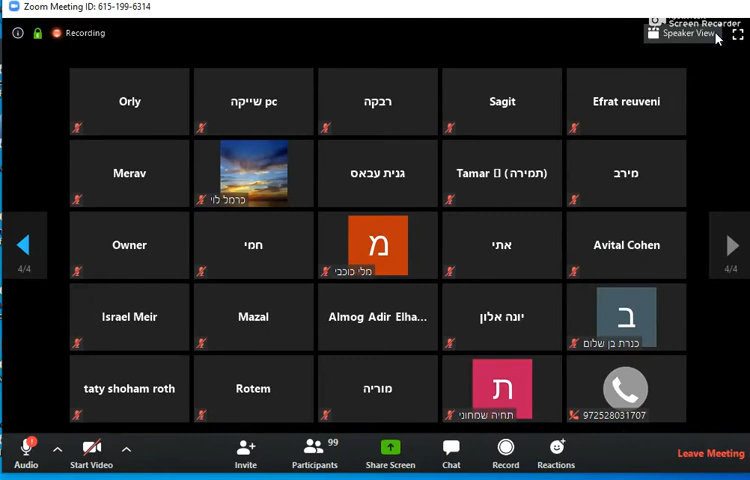 Zoom Meeting ID: 615-199-6314
Recording
Screen Recorder
Speaker View
Orly
שייקה pc
רבקה
Sagit
Efrat reuveni
Merav
כרמל לוי
גנית עבאס
Tamar (תמירה)
מירב
Owner
חמי
מ
מלי כוכבי
אתי
Avital Cohen
4/4
4/4
Israel Meir
Mazal
Almog Adir Elha...
יונה אלון
ב
כנרת בן שלום
taty shoham roth
Rotem
מוריה
ת
תחיה שמחוני
972528031707
1
99
Audio
Start Video
Invite
Participants
Share Screen
Chat
Record
Reactions
Leave Meeting